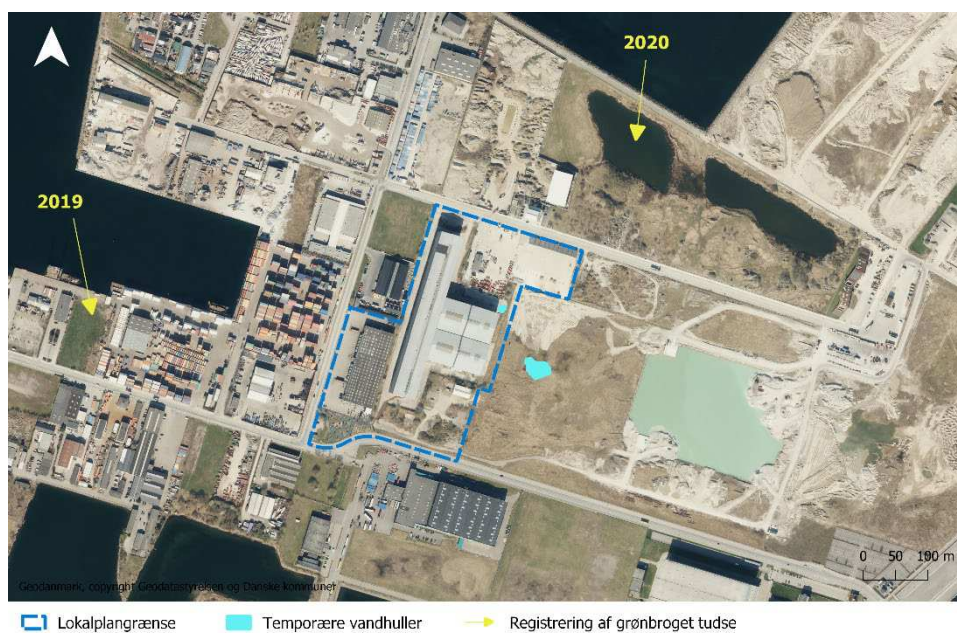 2020
2019
0 50 100 m
Geodanmark, copyright Geodatastyrelsen og Danske kommuner
Lokalplangrænse Temporære vandhuller Registrering af grønbroget tudse